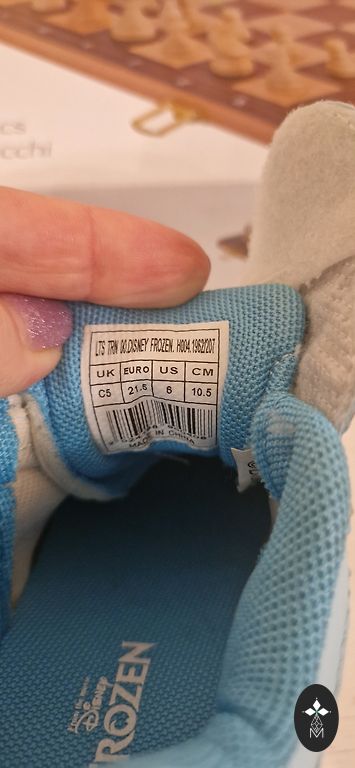 LTS TRN 00.DISNEY FROZEN. H004.1962/207
UK EURO US CM
C5 21.5 6 10.5
MADE IN CHINA
DISNEY
FROZEN
M